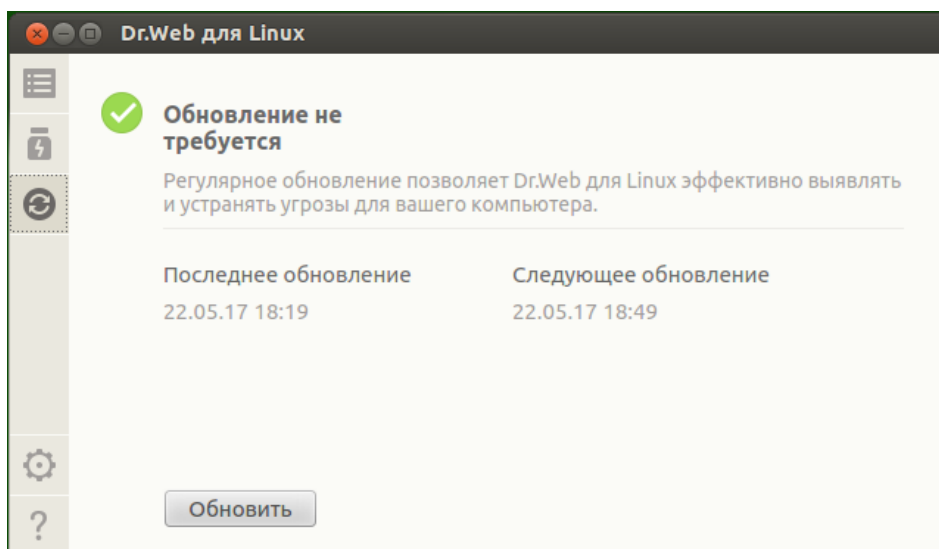 Dr.Web для Linux
Обновление не
требуется
Регулярное обновление позволяет Dr.Web для Linux эффективно выявлять
и устранять угрозы для вашего компьютера.
Последнее обновление
Следующее обновление
22.05.17 18:19
22.05.17 18:49
Обновить
?